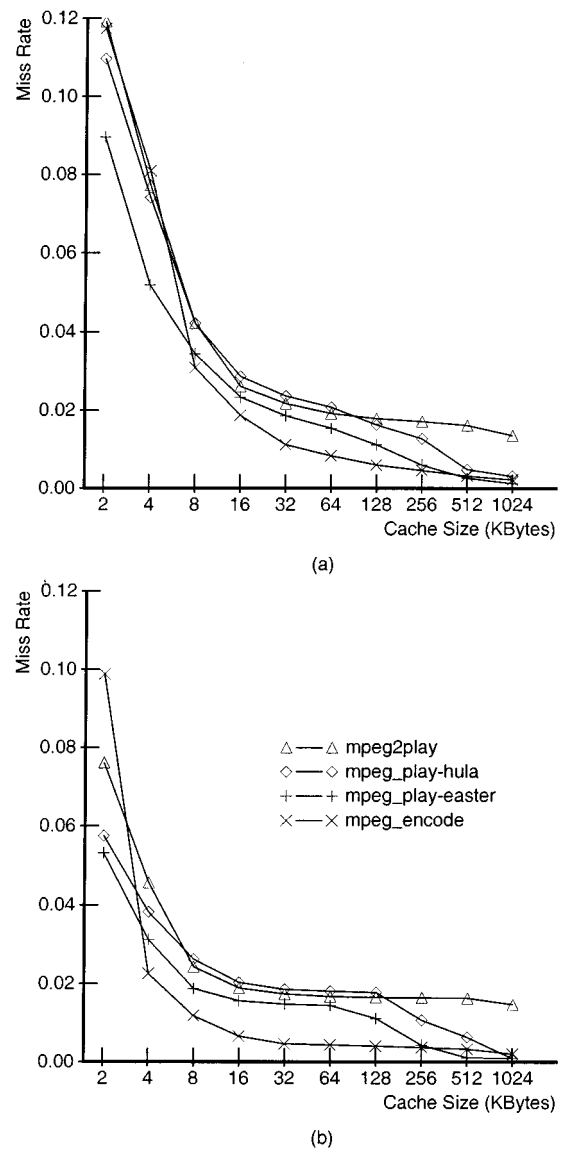 Miss Rate
0.12
0.10
0.08
0.06
0.04
0.02
0.00
2 4 8 16 32 64 128 256 512 1024
Cache Size (KBytes)
(a)
Miss Rate
0.12
0.10
0.08
0.06
0.04
0.02
0.00
mpeg2play
mpeg_play-hula
mpeg_play-easter
mpeg_encode
2 4 8 16 32 64 128 256 512 1024
Cache Size (KBytes)
(b)